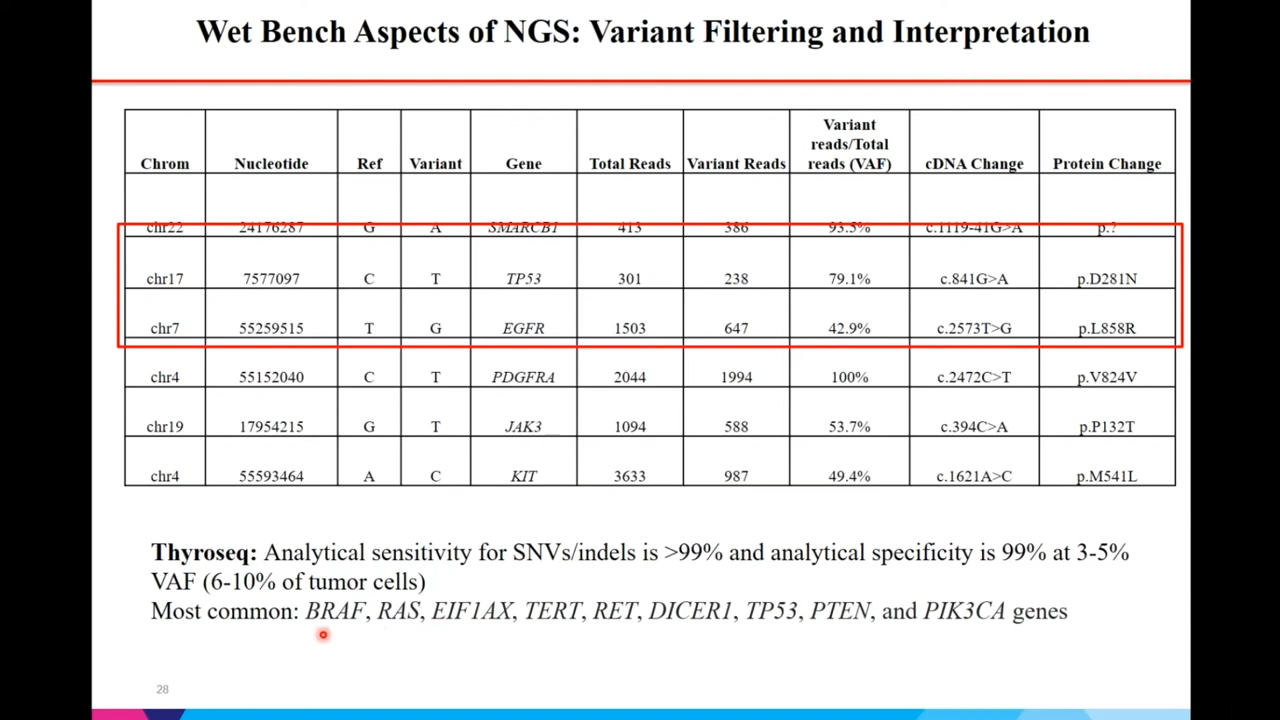 Wet Bench Aspects of NGS: Variant Filtering and Interpretation
Chrom Nucleotide Ref Variant Gene Total Reads Variant Reads Variant reads/Total reads (VAF) cDNA Change Protein Change
chr22 24176287 G A SMARCB1 413 386 93.5% c.1119-41G>A p.?
chr17 7577097 C T TP53 301 238 79.1% c.841G>A p.D281N
chr7 55259515 T G EGFR 1503 647 42.9% c.2573T>G p.L858R
chr4 55152040 C T PDGFRA 2044 1994 100% c.2472C>T p.V824V
chr19 17954215 G T JAK3 1094 588 53.7% c.394C>A p.P132T
chr4 55593464 A C KIT 3633 987 49.4% c.1621A>C p.M541L
Thyroseq: Analytical sensitivity for SNVs/indels is >99% and analytical specificity is 99% at 3-5%
VAF (6-10% of tumor cells)
Most common: BRAF, RAS, EIF1AX, TERT, RET, DICER1, TP53, PTEN, and PIK3CA genes
28